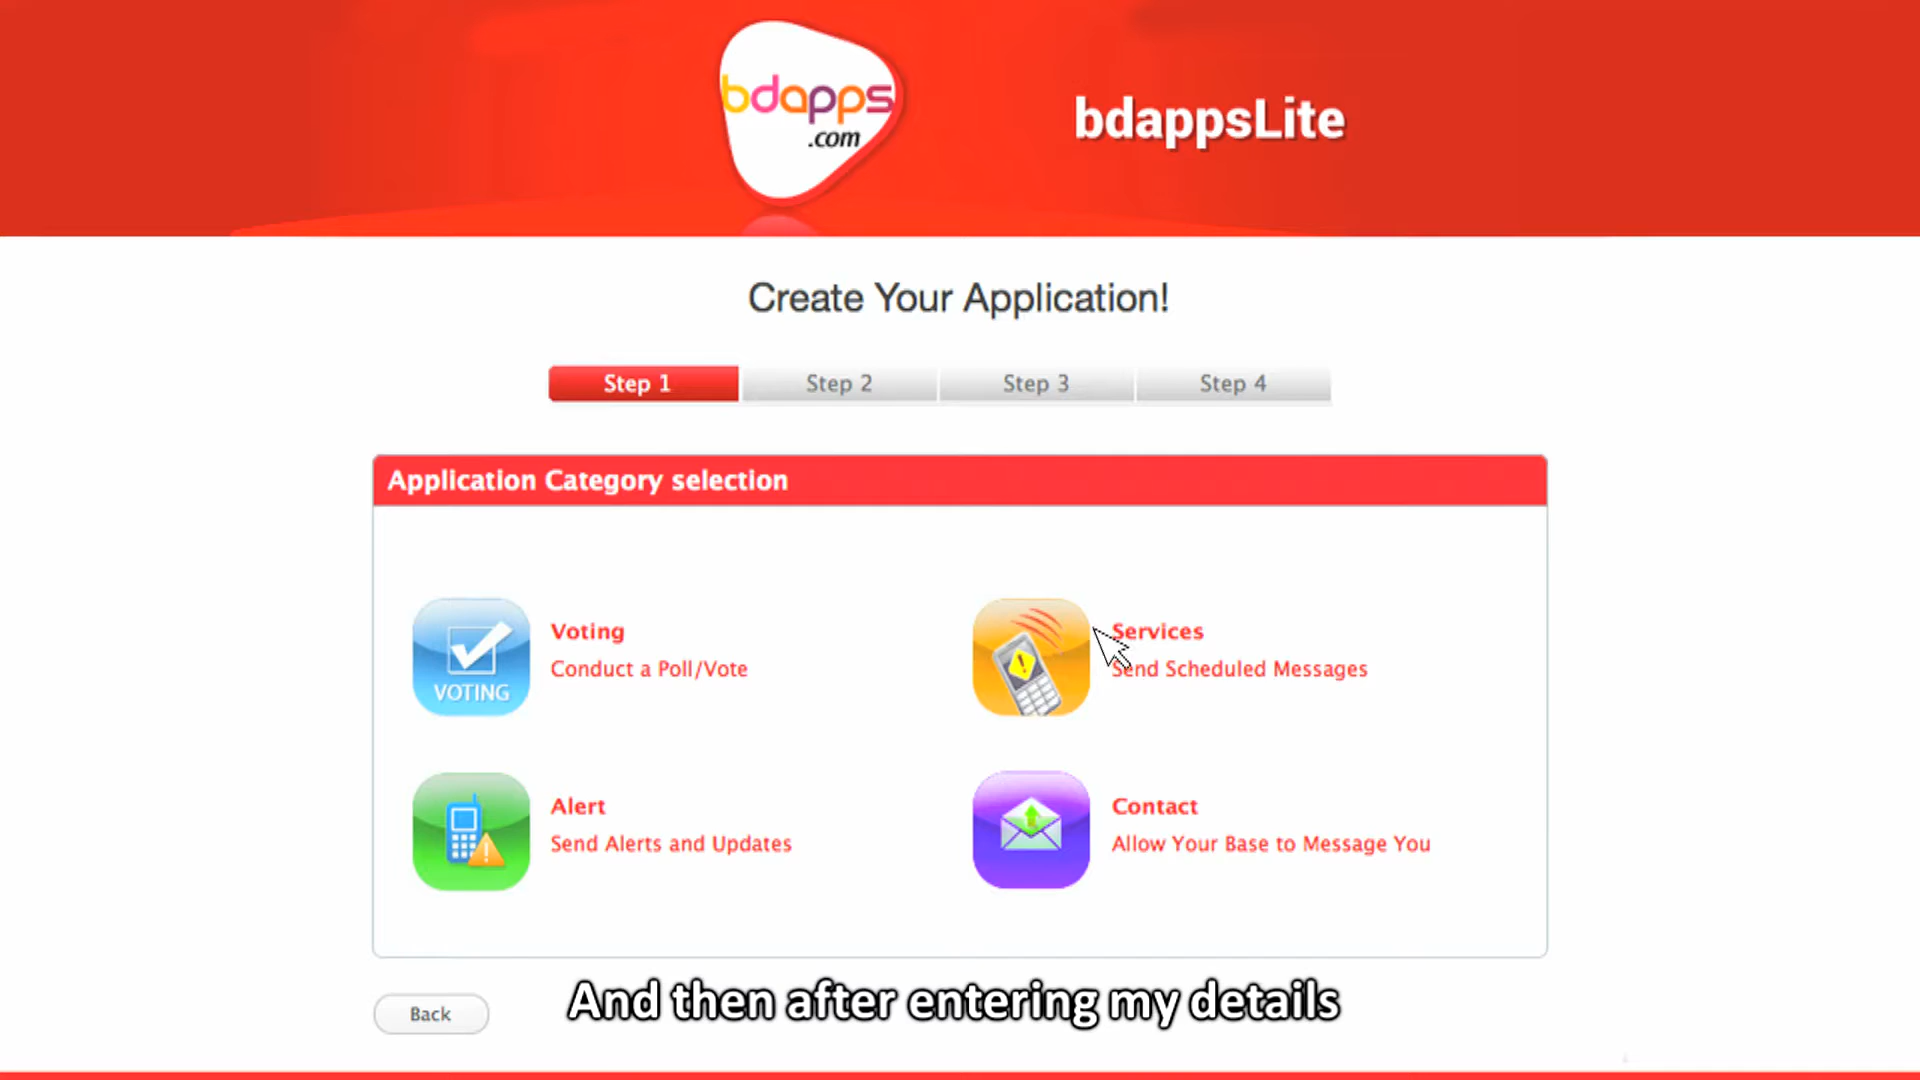 bdapps
.com
bdappsLite
Create Your Application!
Step 1
Step 2
Step 3
Step 4
Application Category selection
VOTING
Voting
Conduct a Poll/Vote
Services
Send Scheduled Messages
Alert
Send Alerts and Updates
Contact
Allow Your Base to Message You
Back
And then after entering my details